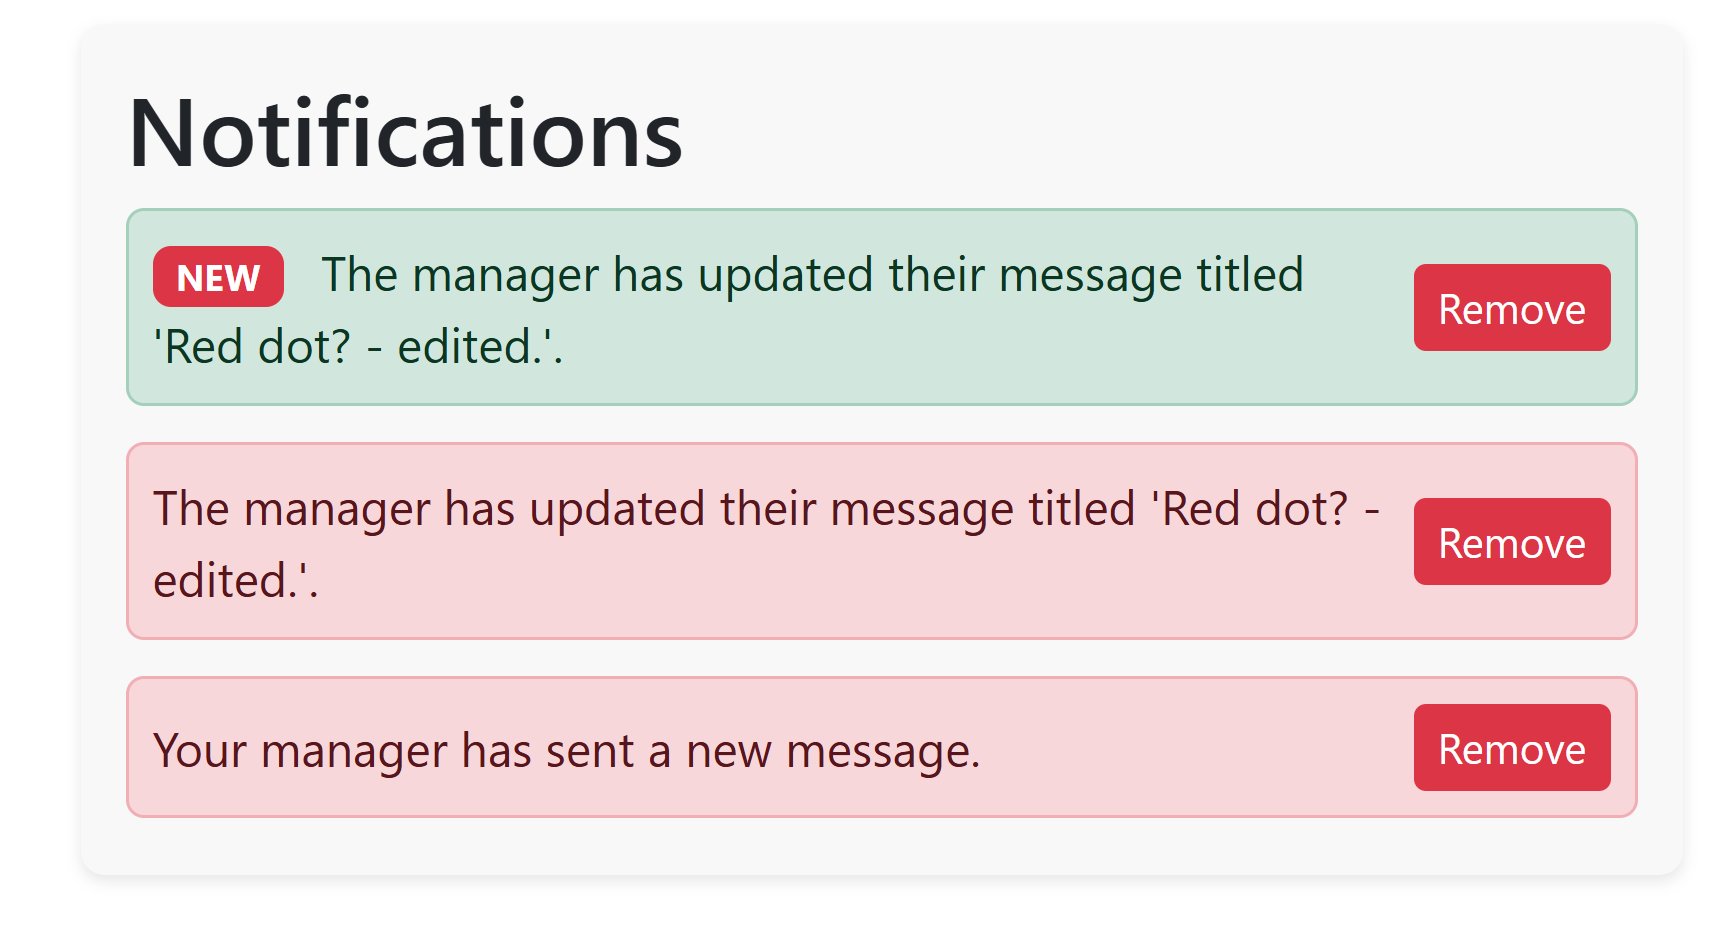 Notifications
NEW The manager has updated their message titled
'Red dot? - edited.'.
Remove
The manager has updated their message titled 'Red dot? -
edited.'.
Remove
Your manager has sent a new message.
Remove